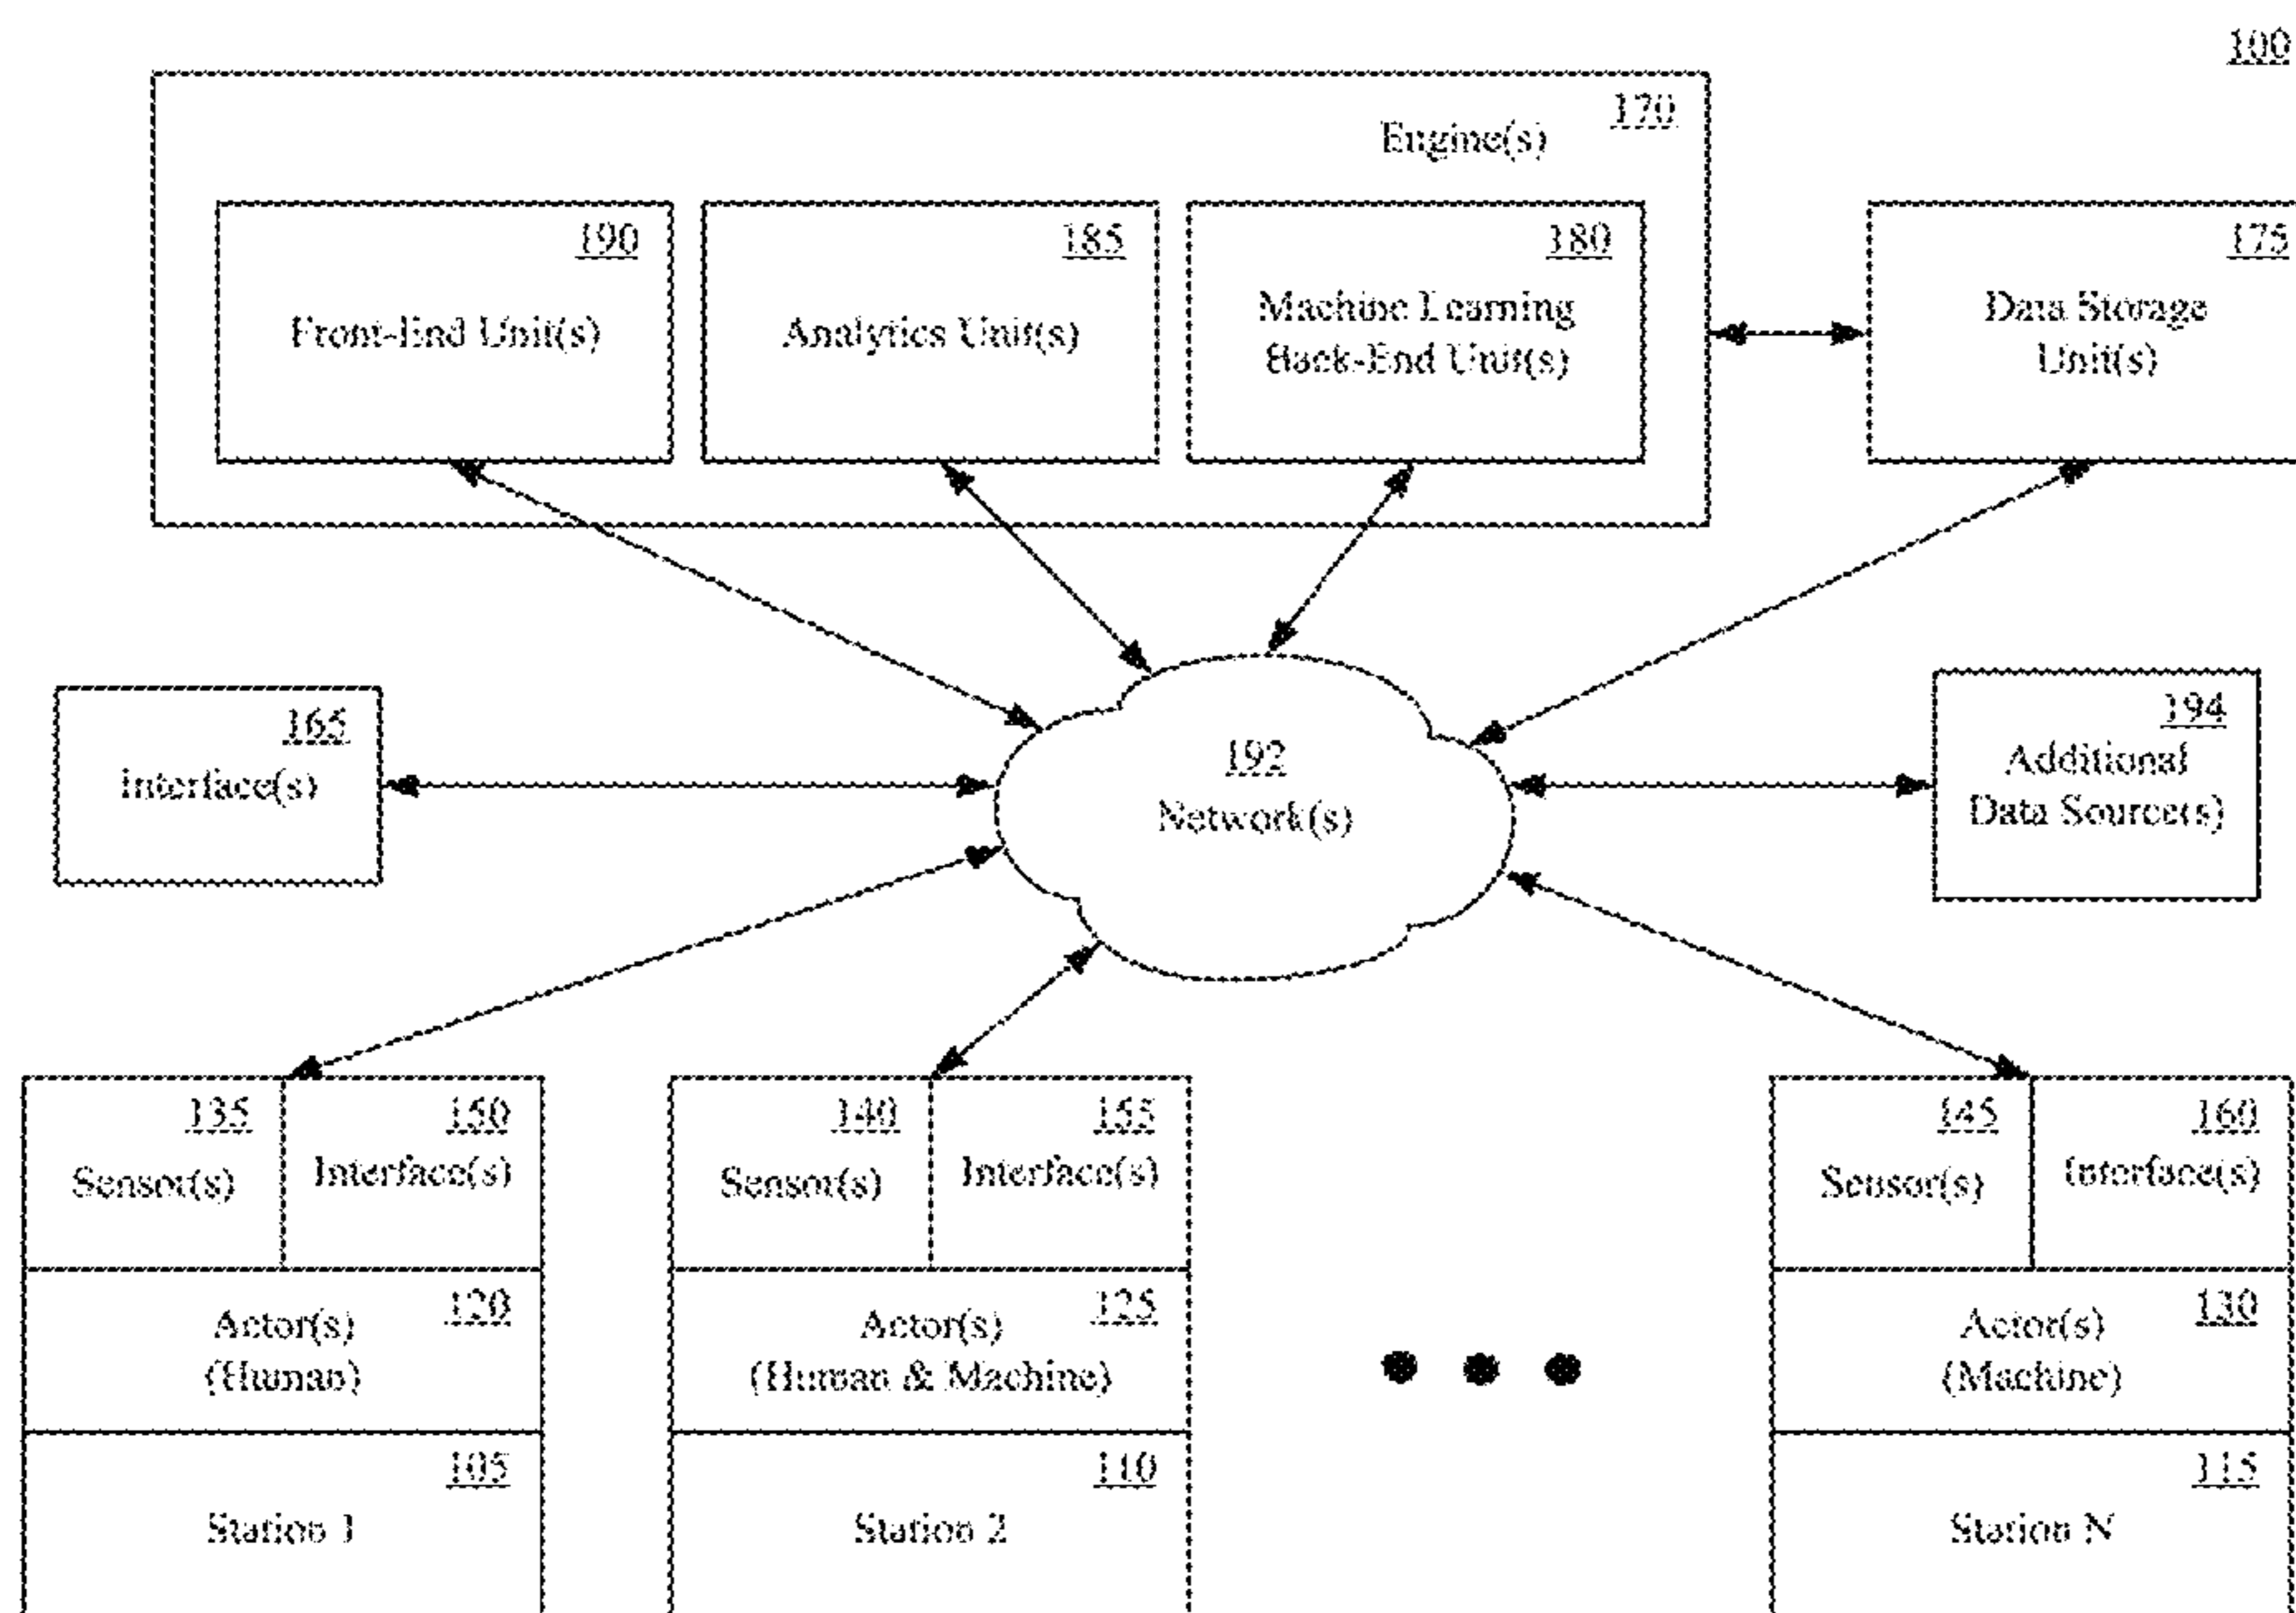 100
170
Engine(s)
190
Front-End Unit(s)
185
Analytics Unit(s)
180
Machine Learning
Back-End Unit(s)
175
Data Storage
Unit(s)
165
Interface(s)
192
Network(s)
194
Additional
Data Source(s)
135
Sensor(s)
150
Interface(s)
120
Actor(s)
(Human)
105
Station 1
140
Sensor(s)
155
Interface(s)
125
Actor(s)
(Human & Machine)
110
Station 2
145
Sensor(s)
160
Interface(s)
130
Actor(s)
(Machine)
115
Station N